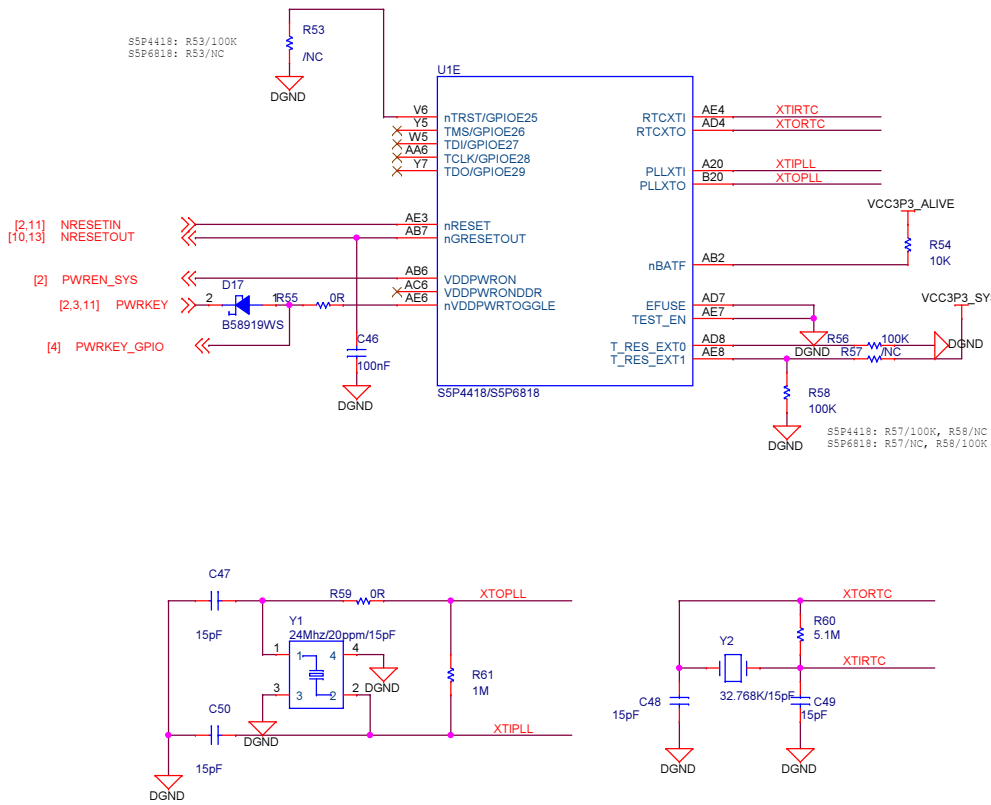 R53
S5P4418: R53/100K
S5P6818: R53/NC
/NC
DGND
U1E
V6 nTRST/GPIOE25
Y5 TMS/GPIOE26
W5 TDI/GPIOE27
AA6 TCLK/GPIOE28
Y7 TDO/GPIOE29
RTCXTI AE4 XTIRTC
RTCXTO AD4 XTORTC
PLLXTI A20 XTIPLL
PLLXTO B20 XTOPLL
VCC3P3_ALIVE
R54
10K
[2,11] NRESETIN AE3 nRESET
[10,13] NRESETOUT AB7 nGRESETOUT
nBATF AB2
[2] PWREN_SYS AB6 VDDPWRON
AC6 VDDPWRONDDR
D17
[2,3,11] PWRKEY 2 1 R55 0R AE6 nVDDPWRTOGGLE
B58919WS
EFUSE AD7
TEST_EN AE7
VCC3P3_SY
[4] PWRKEY_GPIO
C46
100nF
DGND
T_RES_EXT0 AD8 R56 100K DGND
DGND
T_RES_EXT1 AE8 R57 /NC
S5P4418/S5P6818
R58
100K
DGND
S5P4418: R57/100K, R58/NC
S5P6818: R57/NC, R58/100K
C47
15pF
R59 0R XTOPLL
Y1
24Mhz/20ppm/15pF
1 1 4 4
DGND
3 3 2 2
DGND
R61
1M
C50
15pF
XTIPLL
DGND
XTORTC
R60
5.1M
Y2
XTIRTC
32.768K/15pF
C48
15pF
C49
15pF
DGND
DGND